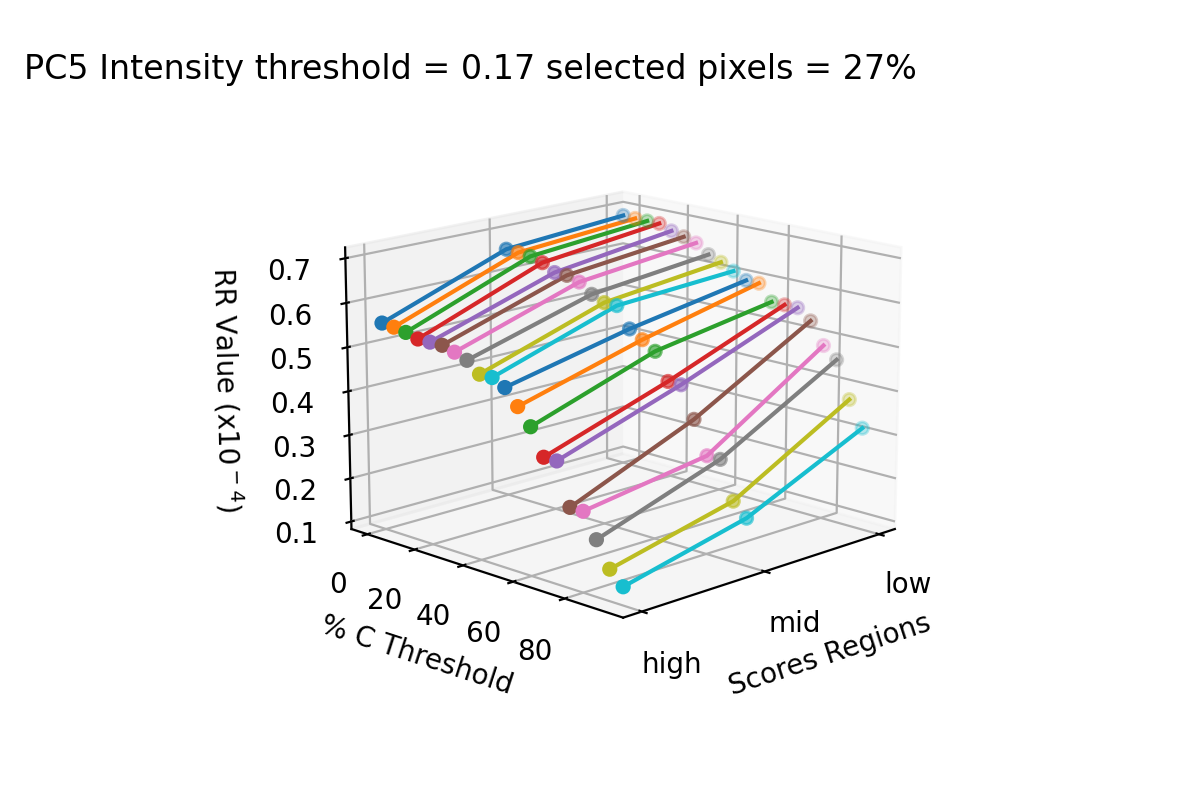 PC5 Intensity threshold = 0.17 selected pixels = 27%
RR Value (x10⁻⁴)
0.7
0.6
0.5
0.4
0.3
0.2
0.1
0
20
40
60
80
% C Threshold
high
mid
low
Scores Regions